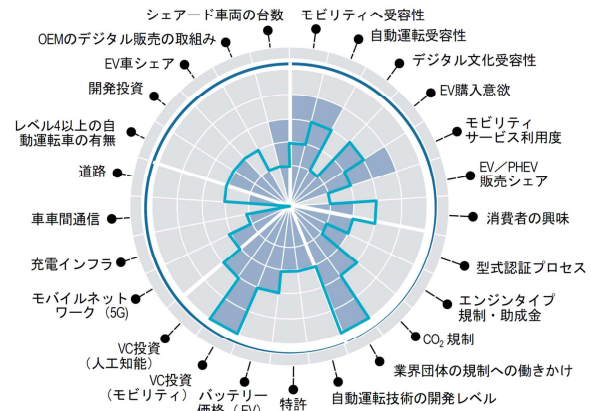 シェアード車両の台数
モビリティへ受容性
自動運転受容性
デジタル文化受容性
EV購入意欲
モビリティ
サービス利用度
EV／PHEV
販売シェア
消費者の興味
型式認証プロセス
エンジンタイプ
規制・助成金
CO₂ 規制
業界団体の規制への働きかけ
自動運転技術の開発レベル
特許
バッテリー
価格（EV）
VC投資
（モビリティ）
VC投資
（人工知能）
モバイルネット
ワーク（5G）
充電インフラ
車車間通信
道路
レベル4以上の自
動運転車の有無
開発投資
EV車シェア
OEMのデジタル販売の取組み